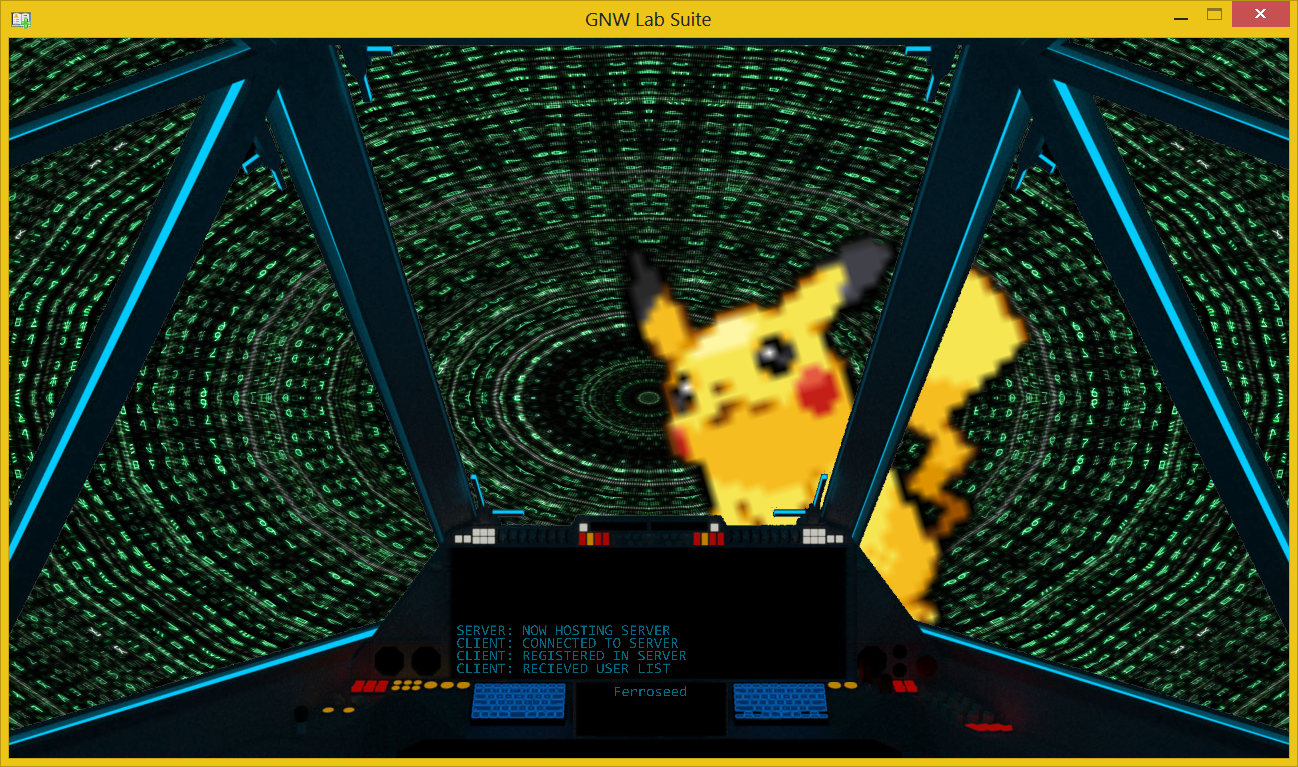 GNW Lab Suite
SERVER: NOW HOSTING SERVER
CLIENT: CONNECTED TO SERVER
CLIENT: REGISTERED IN SERVER
CLIENT: RECIEVED USER LIST
Ferroseed